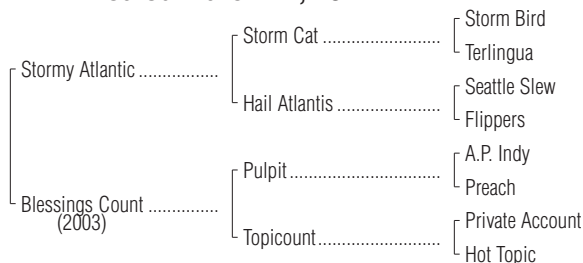 Storm Bird
Storm Cat ........................
Terlingua
Stormy Atlantic ................
Seattle Slew
Hail Atlantis .....................
Flippers
A.P. Indy
Pulpit ..............................
Preach
Blessings Count ..............
(2003)
Private Account
Topicount ........................
Hot Topic